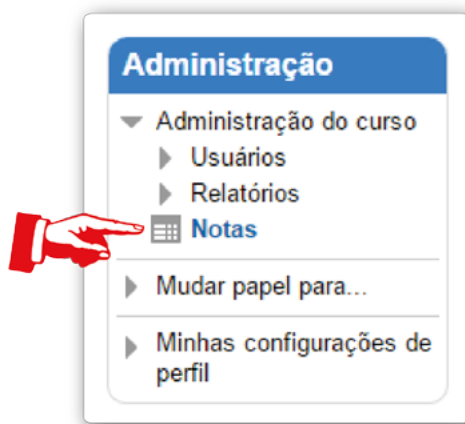 Administração
Administração do curso
Usuários
Relatórios
Notas
Mudar papel para...
Minhas configurações de
perfil